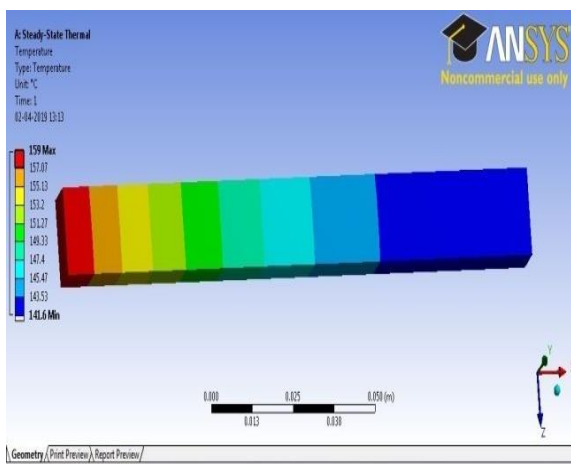 A: Steady-State Thermal
Temperature
Type: Temperature
Unit: °C
Time: 1
02-04-2019 13:13
159 Max
157.07
155.13
153.2
151.27
149.33
147.4
145.47
143.53
141.6 Min
ANSYS
Noncommercial use only
0.000 0.025 0.050 (m)
0.013 0.038
Y
Z
Geometry Print Preview Report Preview